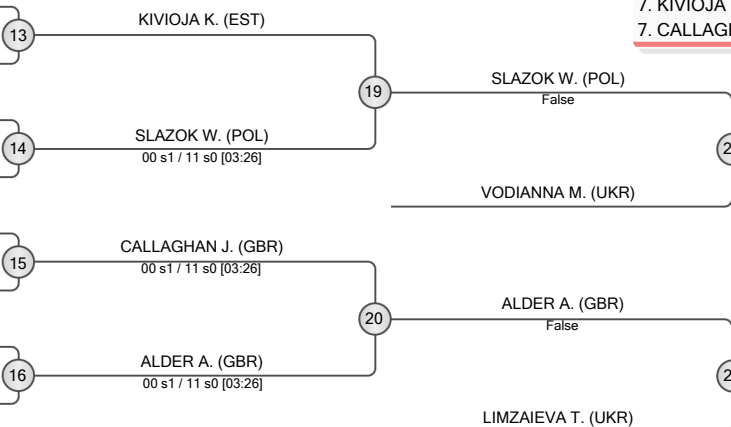 7. KIVIOJA
KIVIOJA K. (EST)
7.
13
SLAZOK W. (POL)
19
False
SLAZOK W. (POL)
14
00 s1 / 11 s0 [03:26]
VODIANNA M. (UKR)
CALLAGHAN J. (GBR)
15
00 s1 / 11 s0 [03:26]
ALDER A. (GBR)
20
False
ALDER A. (GBR)
16
00 s1 / 11 s0 [03:26]
LIMZAIEVA T. (UKR)